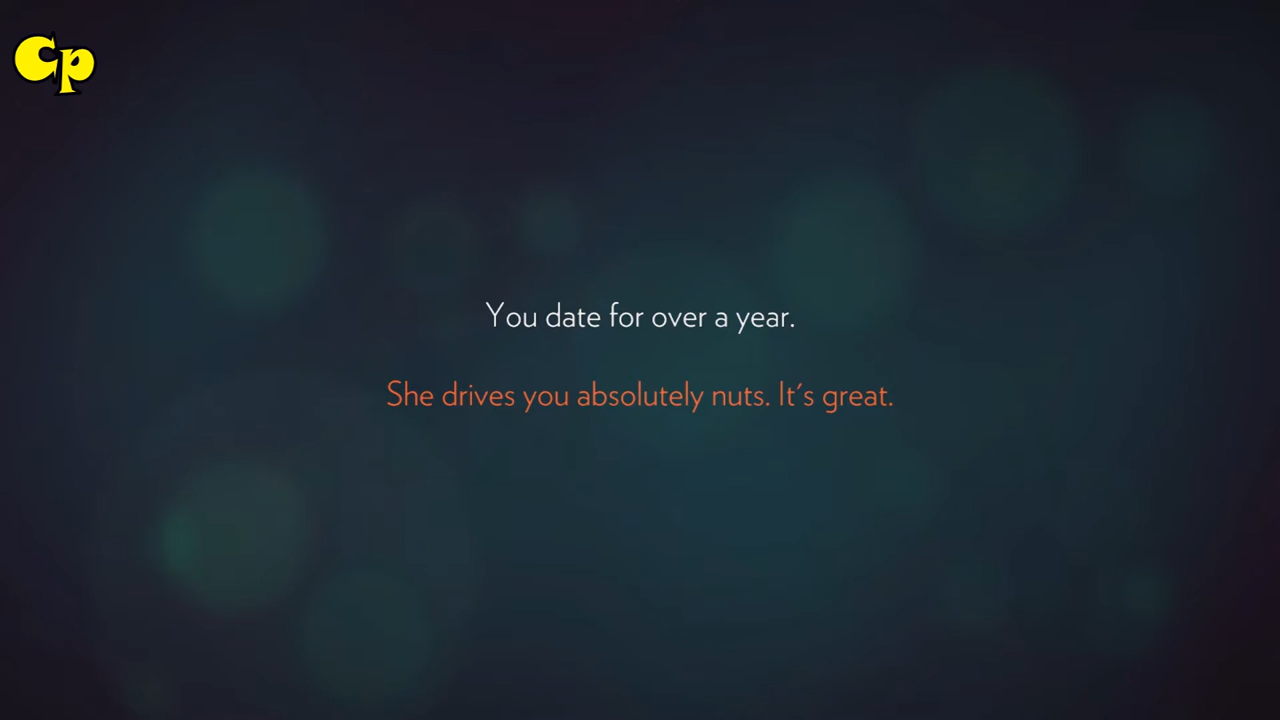 Cp
You date for over a year.
She drives you absolutely nuts. It's great.